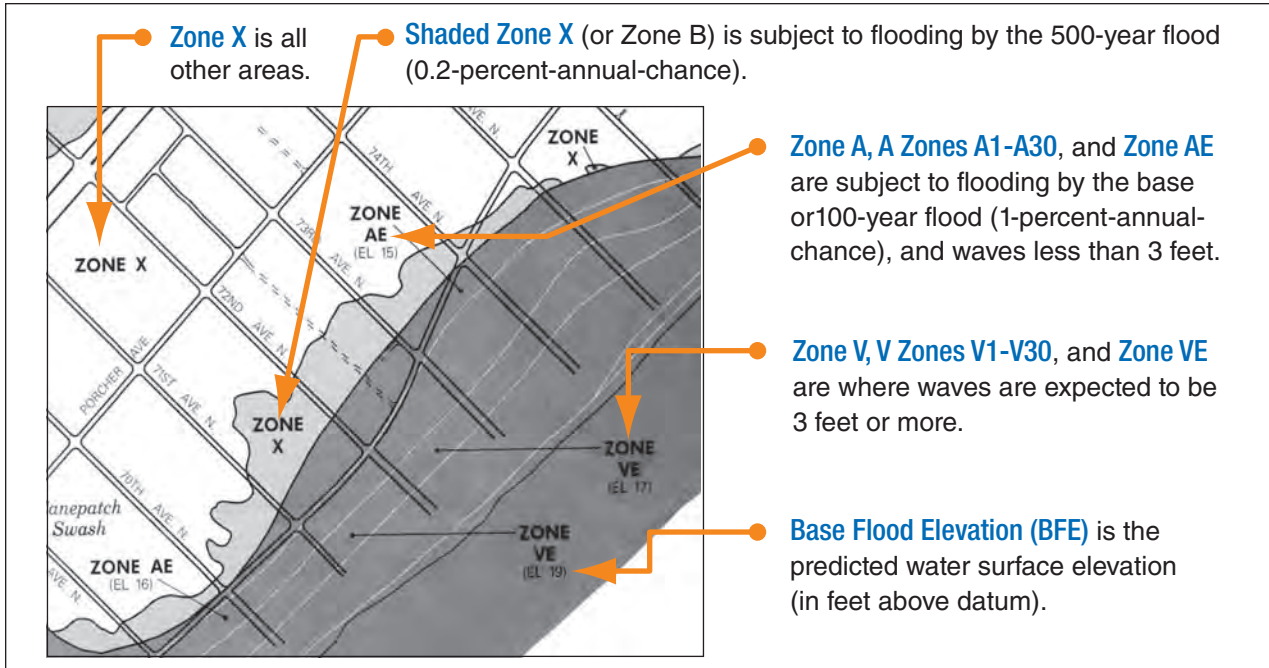 Zone X is all
other areas.
Shaded Zone X (or Zone B) is subject to flooding by the 500-year flood
(0.2-percent-annual-chance).
Zone A, A Zones A1-A30, and Zone AE
are subject to flooding by the base
or100-year flood (1-percent-annual-
chance), and waves less than 3 feet.
Zone V, V Zones V1-V30, and Zone VE
are where waves are expected to be
3 feet or more.
Base Flood Elevation (BFE) is the
predicted water surface elevation
(in feet above datum).
AVE. N.
AVE. N.
ZONE
X
74TH
AVE. N.
ZONE
AE
(EL 15)
73RD
AVE. N.
ZONE X
72ND
AVE. N.
PORCHER AVE.
71ST
AVE. N.
ZONE
X
ZONE
VE
(EL 17)
70TH
AVE. N.
Swash
ZONE
VE
(EL 19)
ZONE AE
(EL 16)
AVE. N.